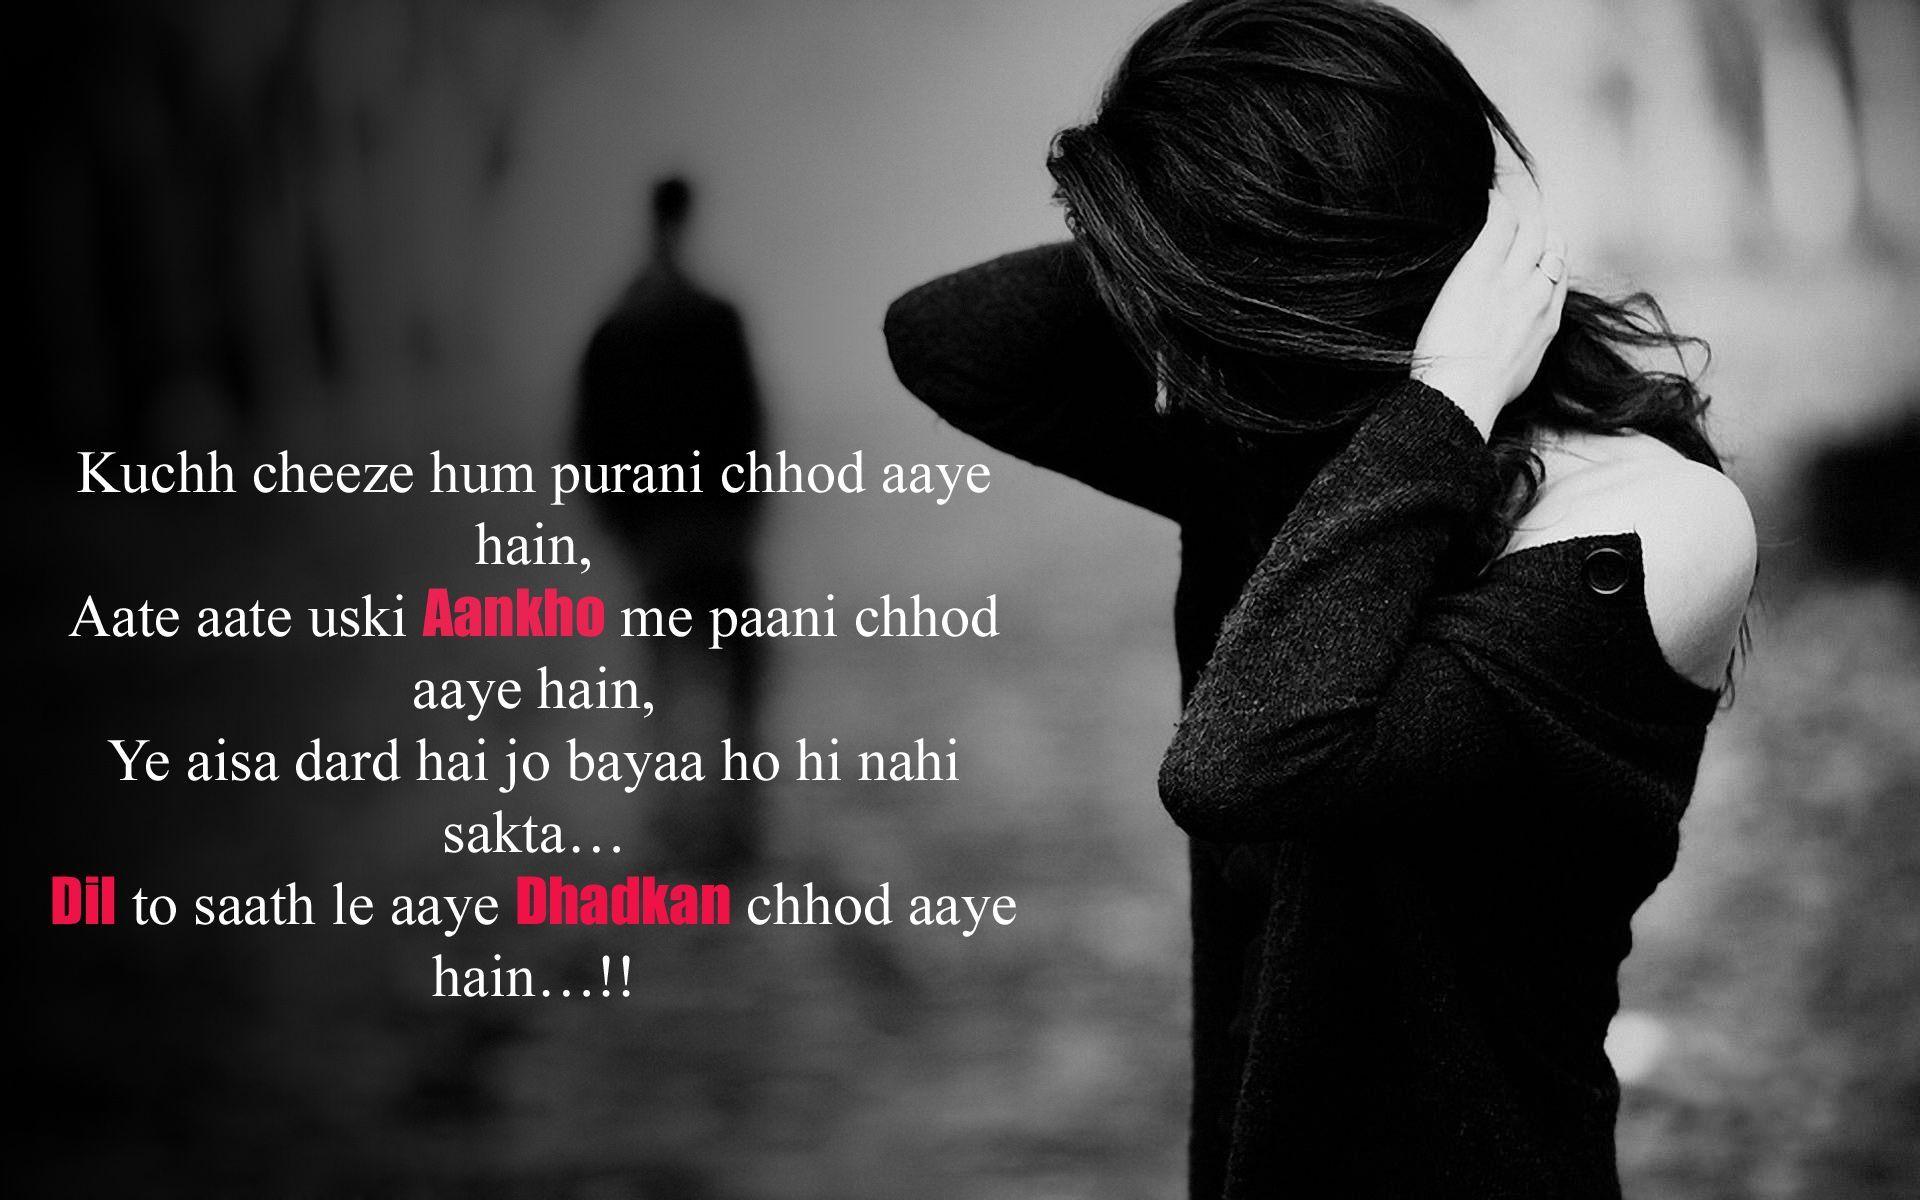 Kuchh cheeze hum purani chhod aaye
hain,
Aate aate uski Aankho me paani chhod
aaye hain,
Ye aisa dard hai jo bayaa ho hi nahi
sakta…
Dil to saath le aaye Dhadkan chhod aaye
hain…!!